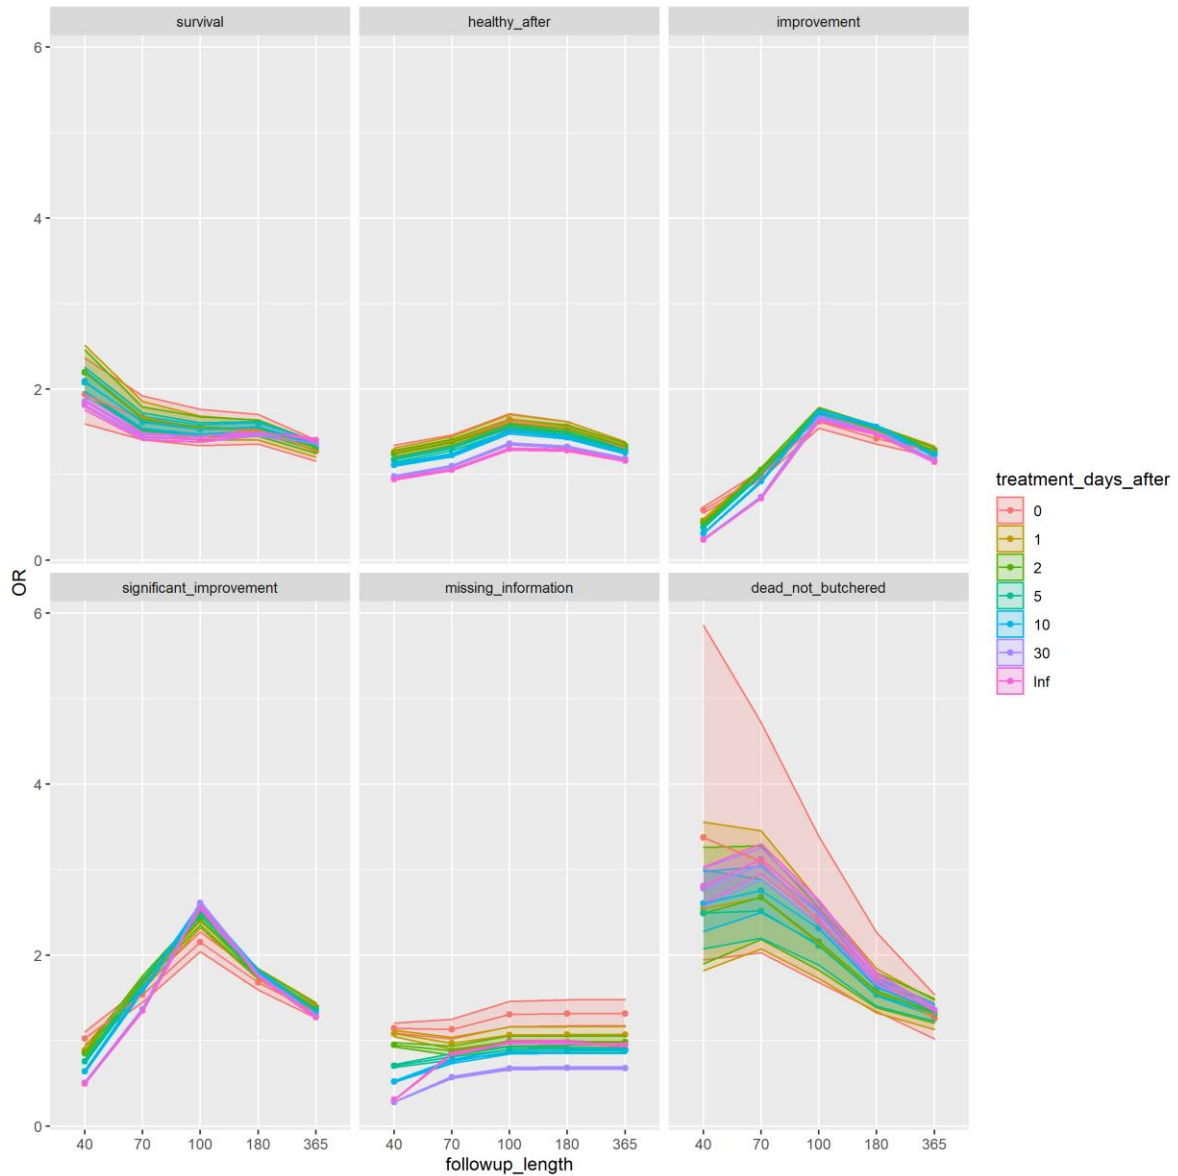 survival healthy_after improvement
6
4
2
0
OR
significant_improvement missing_information dead_not_butchered
6
4
2
0
40 70 100 180 365 40 70 100 180 365 40 70 100 180 365
followup_length
treatment_days_after
0
1
2
5
10
30
Inf